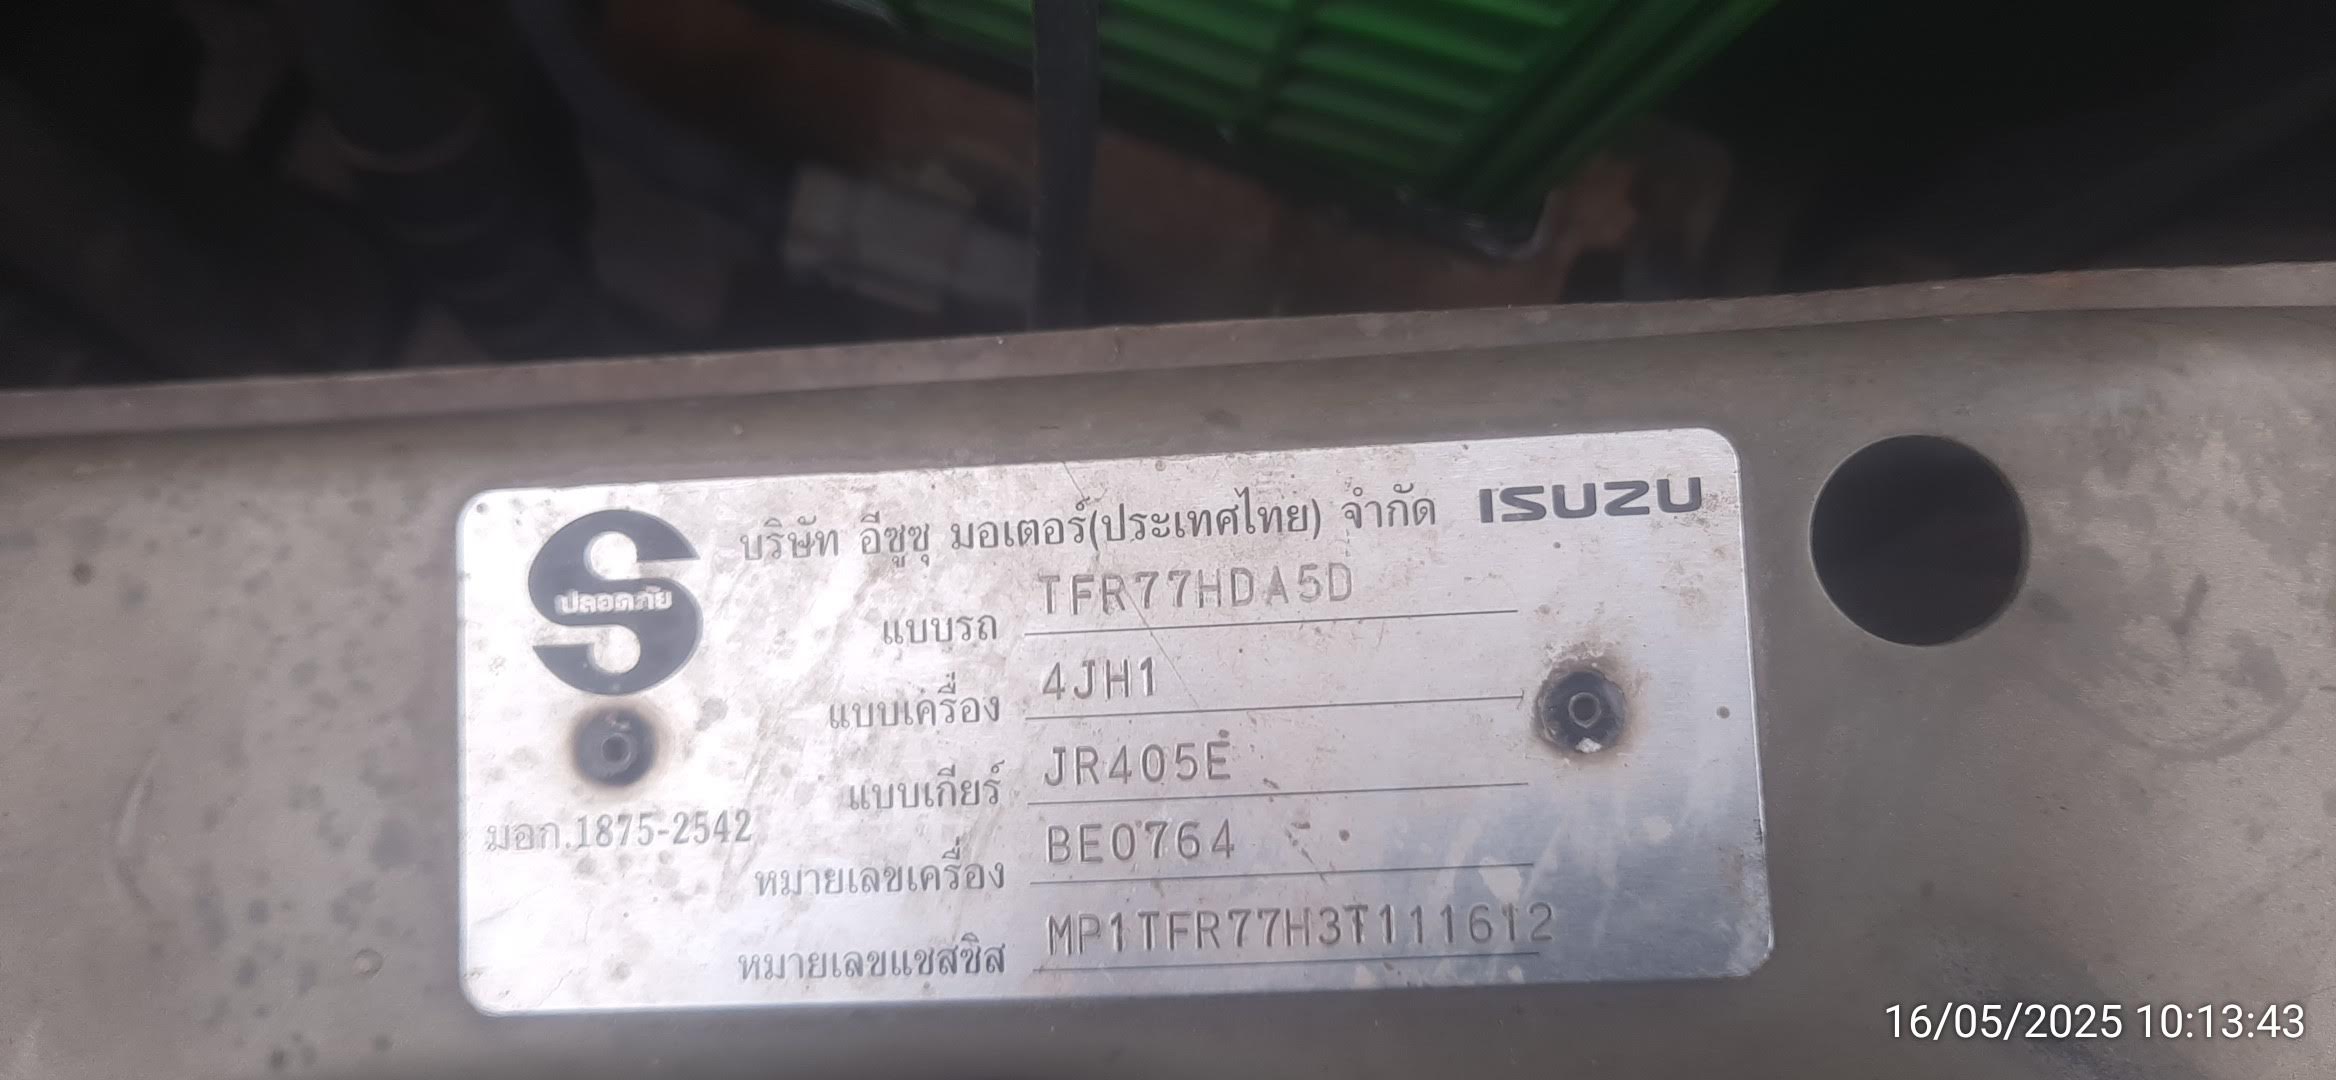 บริษัท อีซูซุ มอเตอร์(ประเทศไทย) จำกัด ISUZU
ปลอดภัย
แบบรถ TFR77HDA5D
แบบเครื่อง 4JH1
แบบเกียร์ JR405E
มอก.1875-2542
หมายเลขเครื่อง BE0764
หมายเลขแชสซิส MP1TFR77H3T111612
16/05/2025 10:13:43